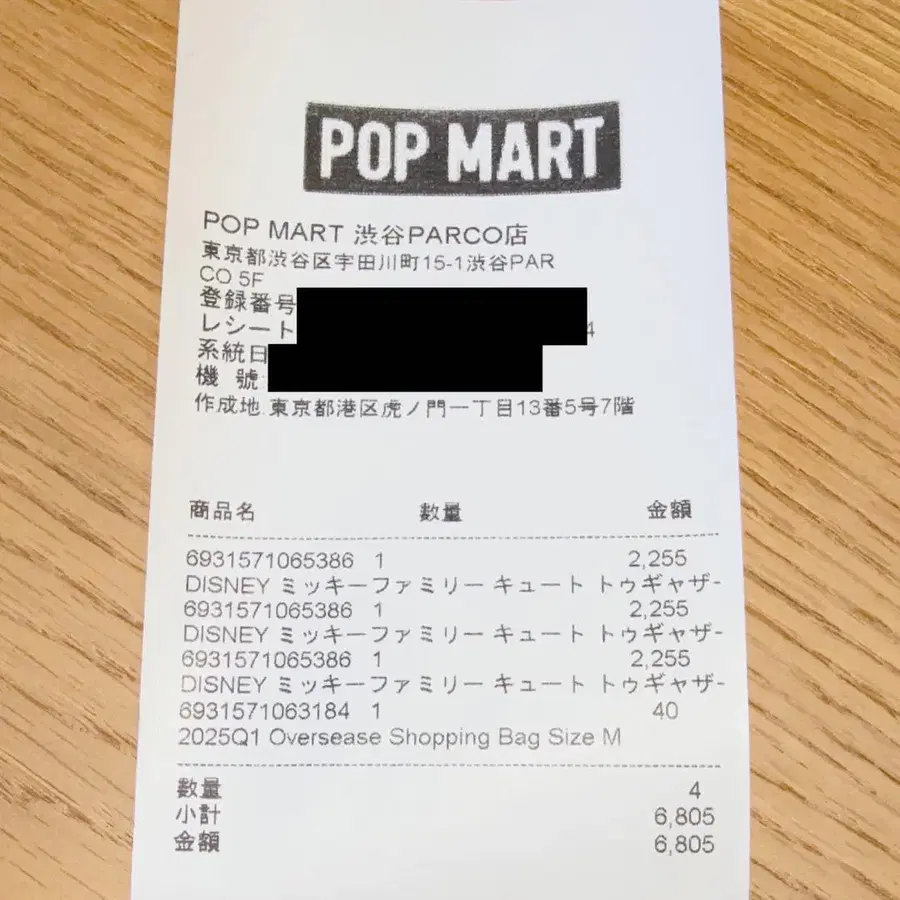 POP MART
POP MART 渋谷PARCO店
東京都渋谷区宇田川町15-1渋谷PAR
CO 5F
登録番号
レシート 4
系統日
機 號:
作成地:東京都港区虎ノ門一丁目13番5号7階
商品名 數量 金額
6931571065386 1 2,255
DISNEY ミッキーファミリー キュート トゥギャザ-
6931571065386 1 2,255
DISNEY ミッキーファミリー キュート トゥギャザ-
6931571065386 1 2,255
DISNEY ミッキーファミリー キュート トゥギャザ-
6931571063184 1 40
2025Q1 Oversease Shopping Bag Size M
數量 4
小計 6,805
金額 6,805